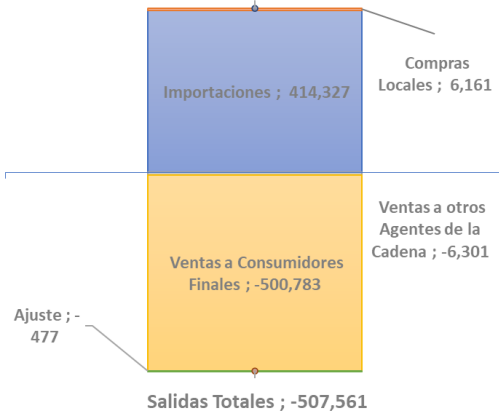 Compras
Locales ; 6,161
Importaciones ; 414,327
Ventas a otros
Agentes de la
Cadena ; -6,301
Ventas a Consumidores
Finales ; -500,783
Ajuste ; -
477
Salidas Totales ; -507,561